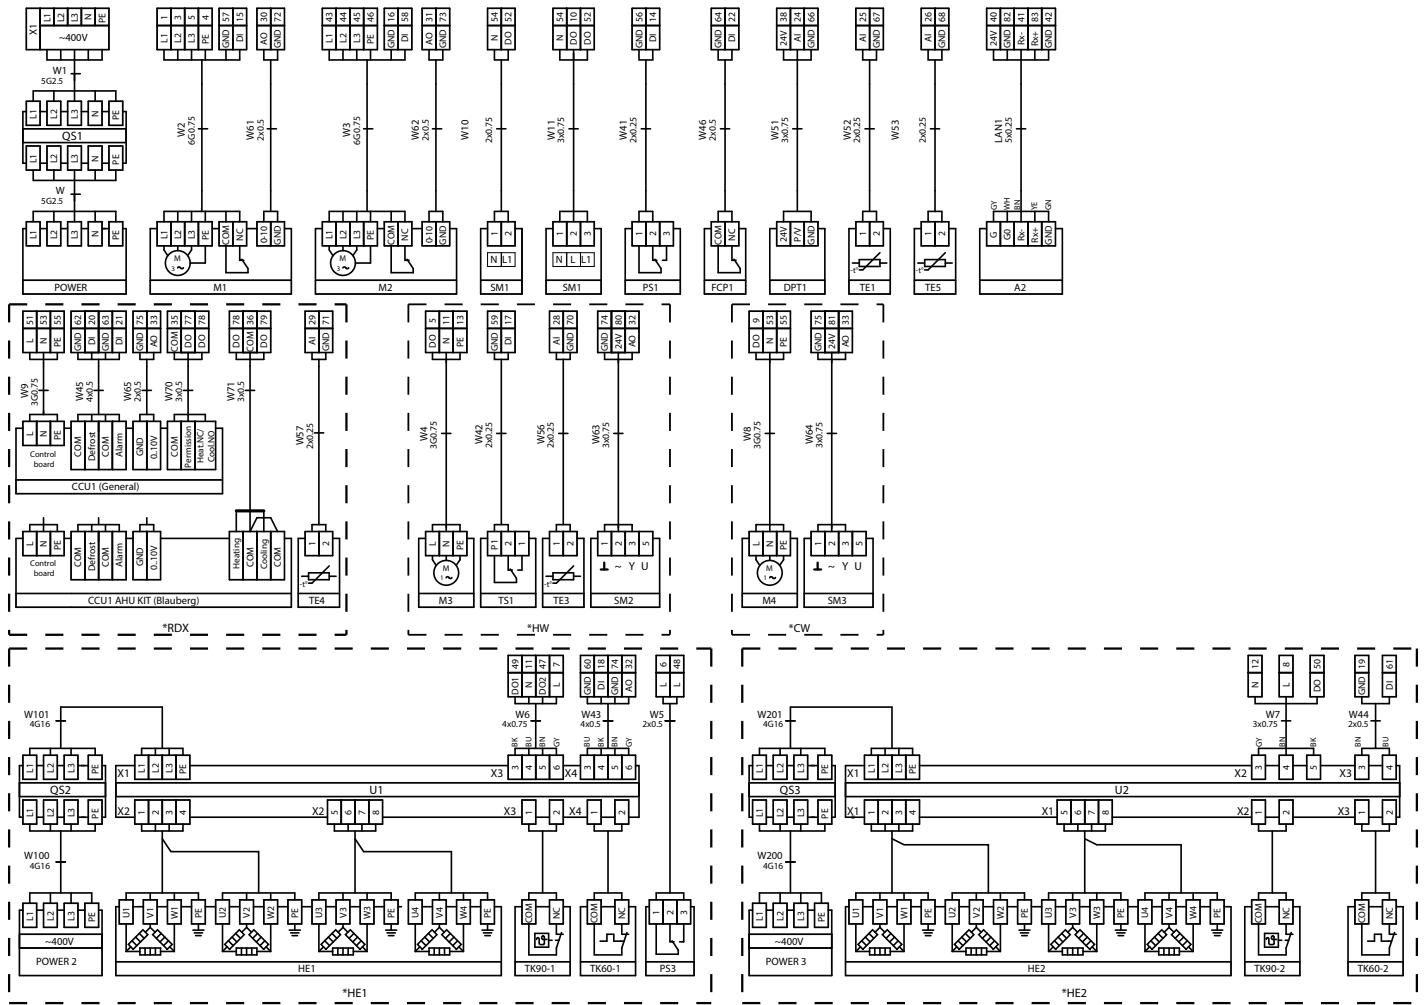 X1 L1 L2 L3 N PE
~400V
W1
5G2.5
L1 L2 L3 N PE
QS1
L1 L2 L3 N PE
W
5G2.5
L1 L2 L3 N PE
POWER
1 3 5 4 57 15
L1 L2 L3 PE GND DI
W2
6G0.75
30 72
AO GND
W61
2x0.5
L1 L2 L3 PE COM NC
0-10 GND
M
3 ~
M1
43 44 45 46 16 58
L1 L2 L3 PE GND DI
W3
6G0.75
31 73
AO GND
W62
2x0.5
L1 L2 L3 PE COM NC
0-10 GND
M
3 ~
M2
54 52
N DO
W10
2x0.75
1 2
N L1
SM1
54 10 52
N DO DO
W11
3x0.75
1 2 3
N L L1
SM1
56 14
GND DI
W41
2x0.25
1 2 3
PS1
64 22
GND DI
W46
2x0.5
COM NC
FCP1
38 24 66
24V AI GND
W51
3x0.75
24V P/V GND
DPT1
25 67
AI GND
W52
2x0.25
1 2
-t°
TE1
26 68
AI GND
W53
2x0.25
1 2
-t°
TE5
40 82 41 83 42
24V GND Rx- Rx+ GND
LAN1
5x0.25
GY WH BN YE GN
G G0 Rx- Rx+ GND
A2
51 53 55
L N PE
W9
3G0.75
L N PE
Control
board
62 20 63 21
GND DI GND DI
W45
4x0.5
COM Defrost COM Alarm
75 33
GND AO
W65
2x0.5
GND 0..10V
35 77 78
COM DO DO
W70
3x0.5
COM Permission Heat.NC/ Cool.NO
CCU1 (General)
78 36 79
DO COM DO
W71
3x0.5
29 71
AI GND
W57
2x0.25
L N PE
Control
board
COM Defrost COM Alarm
GND 0..10V
Heating COM Cooling COM
CCU1 AHU KIT (Blauberg)
1 2
-t°
TE4
*RDX
5 11 13
DO N PE
W4
3G0.75
L N PE
M
1 ~
M3
59 17
GND DI
W42
2x0.25
P1 2 1
TS1
28 70
AI GND
W56
2x0.25
1 2
-t°
TE3
74 80 32
GND 24V AO
W63
3x0.75
1 2 3 5
⊥ ~ Y U
SM2
*HW
9 53 55
DO N PE
W8
3G0.75
L N PE
M
1 ~
M4
75 81 33
GND 24V AO
W64
3x0.75
1 2 3 5
⊥ ~ Y U
SM3
*CW
49 11 47 7
DO1 N DO2 L
W6
4x0.75
BK BU BN GY
60 18 74 32
GND DI GND AO
W43
4x0.5
BU BK BN GY
6 48
L L
W5
2x0.5
W101
4G16
L1 L2 L3 PE
QS2
L1 L2 L3 PE
W100
4G16
L1 L2 L3 PE
~400V
POWER 2
X1 L1 L2 L3 PE
X3 3 4 5 6
X4 3 4 5 6
U1
X2 1 2 3 4
X2 5 6 7 8
X3 1 2
X4 1 2
U1 V1 W1 PE U2 V2 W2 PE U3 V3 W3 PE U4 V4 W4 PE
HE1
COM NC
TK90-1
COM NC
TK60-1
1 2 3
PS3
*HE1
12 8 50
N L DO
W7
3x0.75
GY BN BK
19 61
GND DI
W44
2x0.5
BN BU
W201
4G16
L1 L2 L3 PE
QS3
L1 L2 L3 PE
W200
4G16
L1 L2 L3 PE
~400V
POWER 3
X1 L1 L2 L3 PE
X2 3 4 5
X3 3 4
U2
X1 1 2 3 4
X1 5 6 7 8
X2 1 2
X3 1 2
U1 V1 W1 PE U2 V2 W2 PE U3 V3 W3 PE U4 V4 W4 PE
HE2
COM NC
TK90-2
COM NC
TK60-2
*HE2